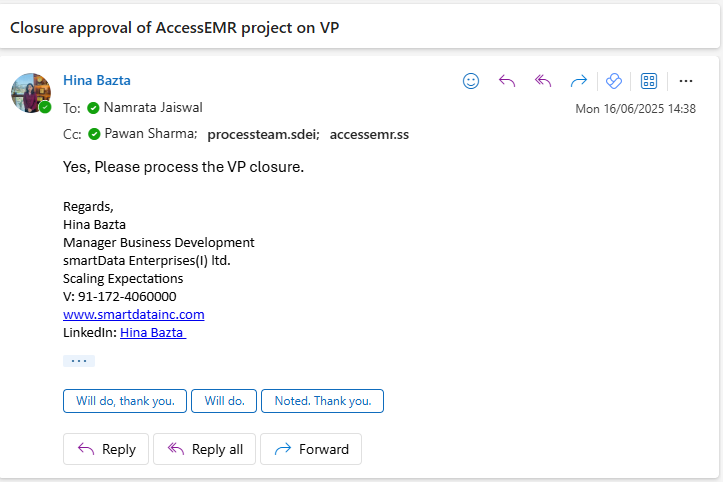 Closure approval of AccessEMR project on VP
Hina Bazta
To: Namrata Jaiswal
Mon 16/06/2025 14:38
Cc: Pawan Sharma; processteam.sdei; accessemr.ss
Yes, Please process the VP closure.
Regards,
Hina Bazta
Manager Business Development
smartData Enterprises(I) ltd.
Scaling Expectations
V: 91-172-4060000
www.smartdatainc.com
LinkedIn: Hina Bazta
...
Will do, thank you. Will do. Noted. Thank you.
Reply Reply all Forward